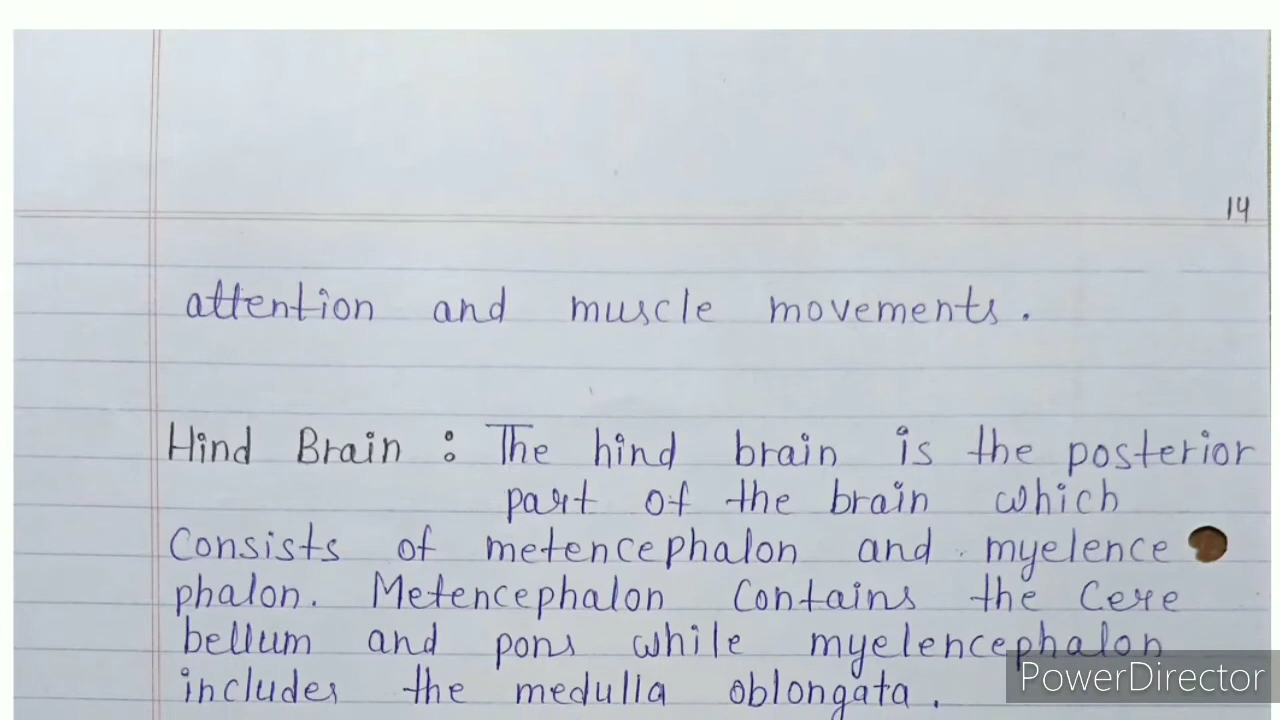 14
attention and muscle movements.
Hind Brain : The hind brain is the posterior
part of the brain which
Consists of metencephalon and myelence
phalon. Metencephalon Contains the Cere
bellum and pons while myelencephalon
includes the medulla oblongata.
PowerDirector